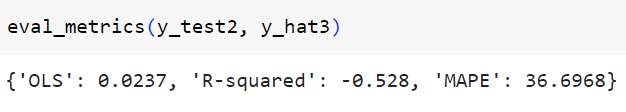 eval_metrics(y_test2, y_hat3)
{'OLS': 0.0237, 'R-squared': -0.528, 'MAPE': 36.6968}